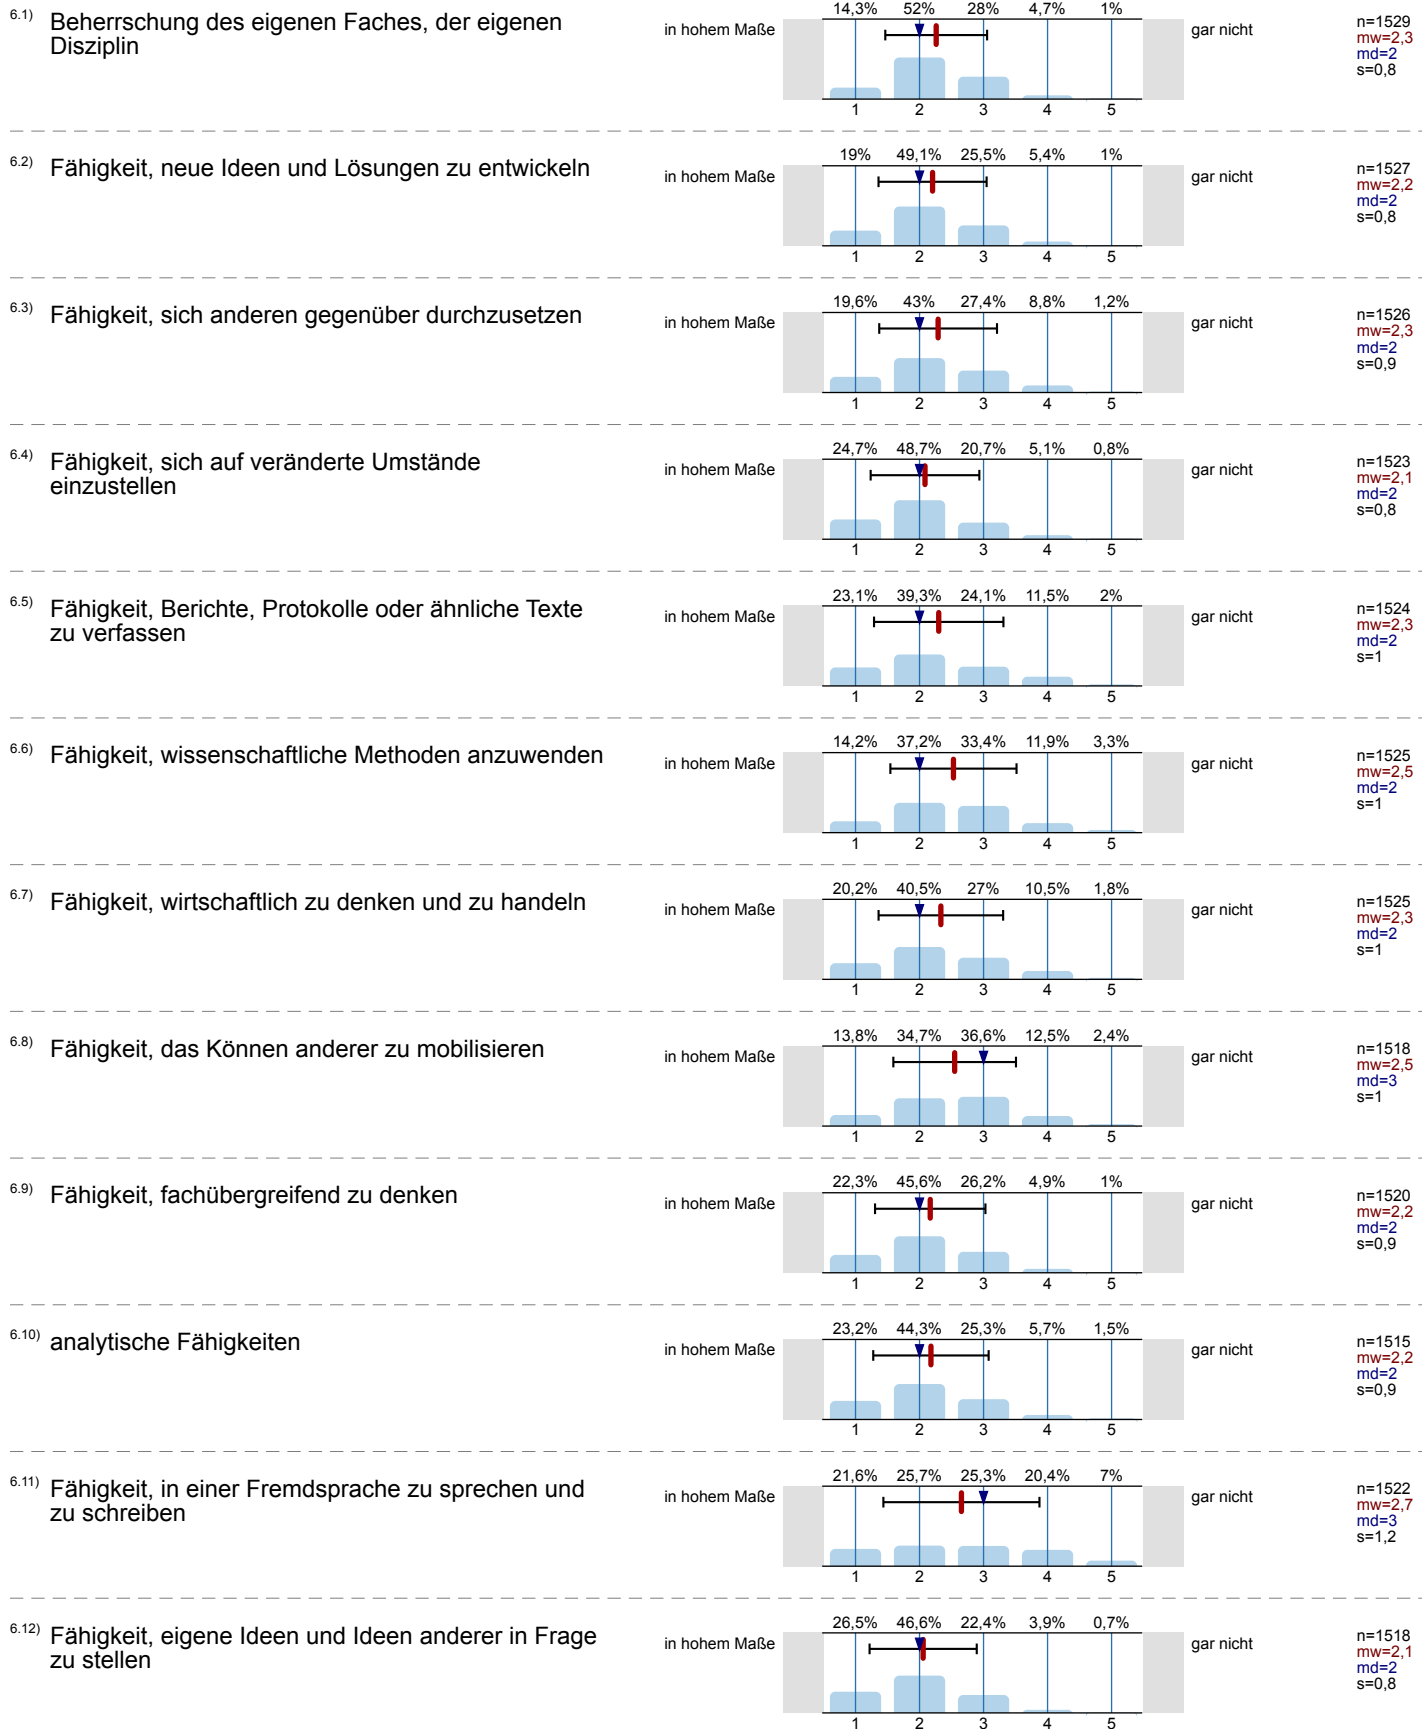 6.1) Beherrschung des eigenen Faches, der eigenen
Disziplin
in hohem Maße
14,3% 52% 28% 4,7% 1%
1 2 3 4 5
gar nicht
n=1529
mw=2,3
md=2
s=0,8
6.2) Fähigkeit, neue Ideen und Lösungen zu entwickeln
in hohem Maße
19% 49,1% 25,5% 5,4% 1%
1 2 3 4 5
gar nicht
n=1527
mw=2,2
md=2
s=0,8
6.3) Fähigkeit, sich anderen gegenüber durchzusetzen
in hohem Maße
19,6% 43% 27,4% 8,8% 1,2%
1 2 3 4 5
gar nicht
n=1526
mw=2,3
md=2
s=0,9
6.4) Fähigkeit, sich auf veränderte Umstände
einzustellen
in hohem Maße
24,7% 48,7% 20,7% 5,1% 0,8%
1 2 3 4 5
gar nicht
n=1523
mw=2,1
md=2
s=0,8
6.5) Fähigkeit, Berichte, Protokolle oder ähnliche Texte
zu verfassen
in hohem Maße
23,1% 39,3% 24,1% 11,5% 2%
1 2 3 4 5
gar nicht
n=1524
mw=2,3
md=2
s=1
6.6) Fähigkeit, wissenschaftliche Methoden anzuwenden
in hohem Maße
14,2% 37,2% 33,4% 11,9% 3,3%
1 2 3 4 5
gar nicht
n=1525
mw=2,5
md=2
s=1
6.7) Fähigkeit, wirtschaftlich zu denken und zu handeln
in hohem Maße
20,2% 40,5% 27% 10,5% 1,8%
1 2 3 4 5
gar nicht
n=1525
mw=2,3
md=2
s=1
6.8) Fähigkeit, das Können anderer zu mobilisieren
in hohem Maße
13,8% 34,7% 36,6% 12,5% 2,4%
1 2 3 4 5
gar nicht
n=1518
mw=2,5
md=3
s=1
6.9) Fähigkeit, fachübergreifend zu denken
in hohem Maße
22,3% 45,6% 26,2% 4,9% 1%
1 2 3 4 5
gar nicht
n=1520
mw=2,2
md=2
s=0,9
6.10) analytische Fähigkeiten
in hohem Maße
23,2% 44,3% 25,3% 5,7% 1,5%
1 2 3 4 5
gar nicht
n=1515
mw=2,2
md=2
s=0,9
6.11) Fähigkeit, in einer Fremdsprache zu sprechen und
zu schreiben
in hohem Maße
21,6% 25,7% 25,3% 20,4% 7%
1 2 3 4 5
gar nicht
n=1522
mw=2,7
md=3
s=1,2
6.12) Fähigkeit, eigene Ideen und Ideen anderer in Frage
zu stellen
in hohem Maße
26,5% 46,6% 22,4% 3,9% 0,7%
1 2 3 4 5
gar nicht
n=1518
mw=2,1
md=2
s=0,8